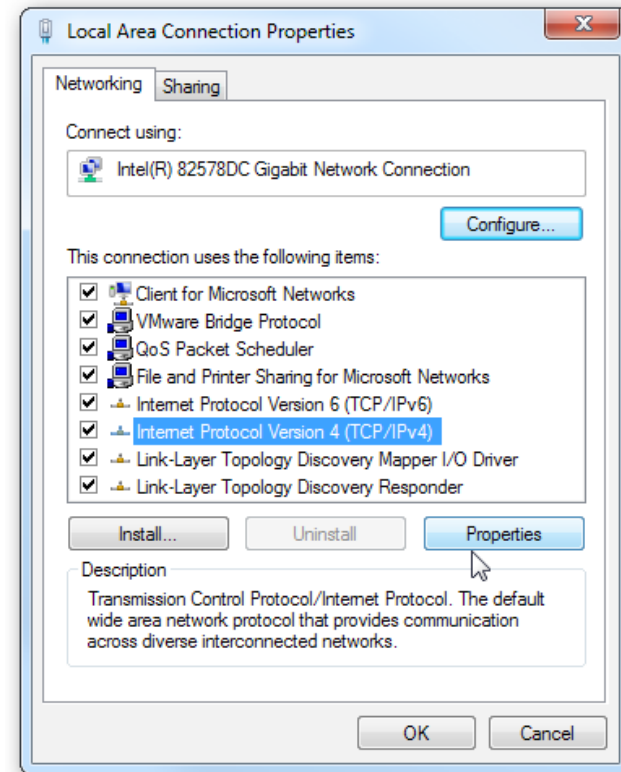 Local Area Connection Properties
Networking
Sharing
Connect using:
Intel(R) 82578DC Gigabit Network Connection
Configure...
This connection uses the following items:
Client for Microsoft Networks
VMware Bridge Protocol
QoS Packet Scheduler
File and Printer Sharing for Microsoft Networks
Internet Protocol Version 6 (TCP/IPv6)
Internet Protocol Version 4 (TCP/IPv4)
Link-Layer Topology Discovery Mapper I/O Driver
Link-Layer Topology Discovery Responder
Install...
Uninstall
Properties
Description
Transmission Control Protocol/Internet Protocol. The default
wide area network protocol that provides communication
across diverse interconnected networks.
OK
Cancel